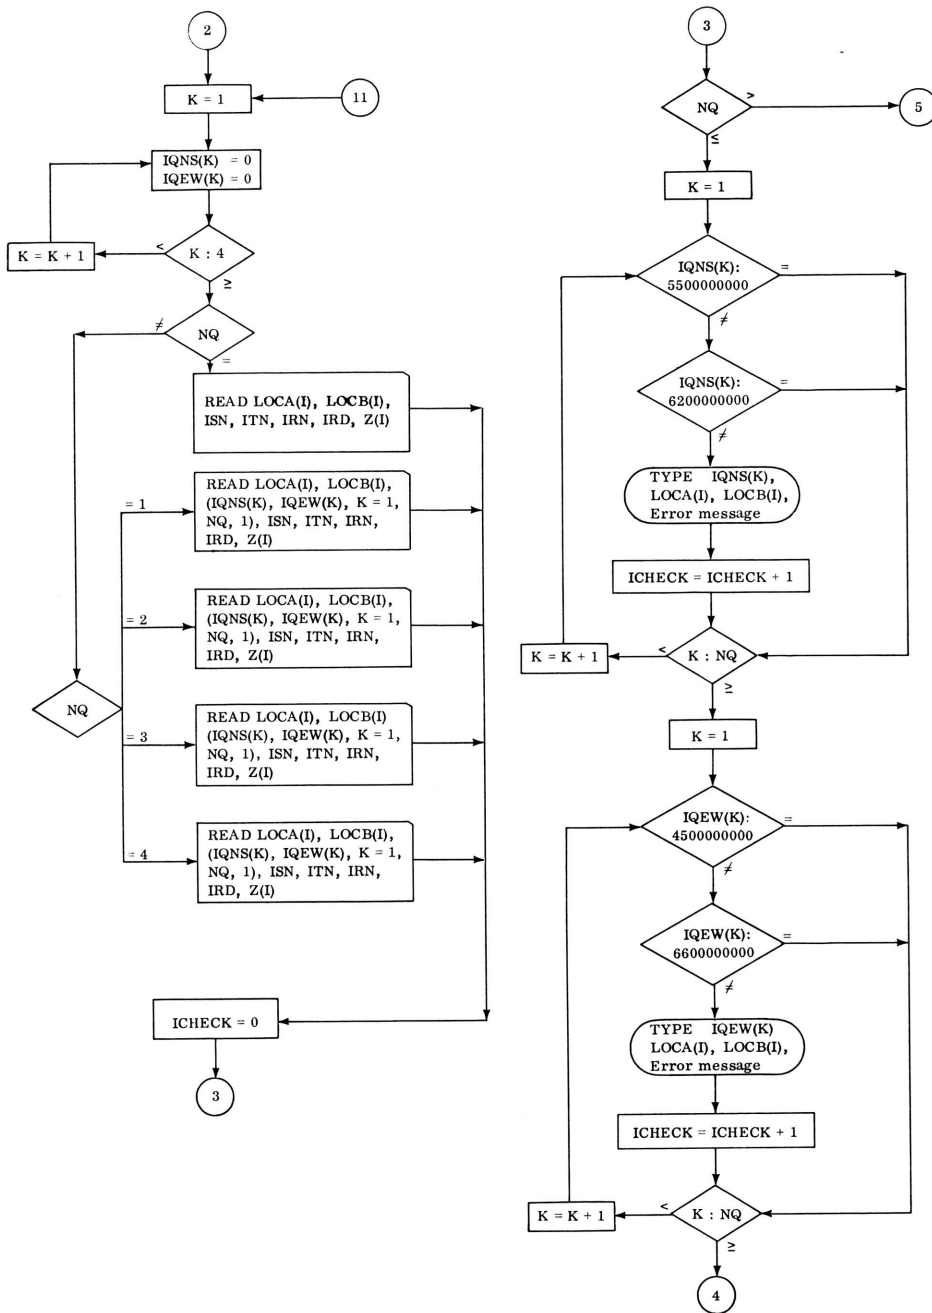 2
K = 1
11
IQNS(K) = 0
IQEW(K) = 0
K = K + 1
<
K : 4
≥
≠
NQ
=
READ LOCA(I), LOCB(I),
ISN, ITN, IRN, IRD, Z(I)
= 1
READ LOCA(I), LOCB(I),
(IQNS(K), IQEW(K), K = 1,
NQ, 1), ISN, ITN, IRN,
IRD, Z(I)
= 2
READ LOCA(I), LOCB(I),
(IQNS(K), IQEW(K), K = 1,
NQ, 1), ISN, ITN, IRN,
IRD, Z(I)
NQ
= 3
READ LOCA(I), LOCB(I)
(IQNS(K), IQEW(K), K = 1,
NQ, 1), ISN, ITN, IRN,
IRD, Z(I)
= 4
READ LOCA(I), LOCB(I),
(IQNS(K), IQEW(K), K = 1,
NQ, 1), ISN, ITN, IRN,
IRD, Z(I)
ICHECK = 0
3
3
NQ
>
5
≤
K = 1
IQNS(K):
5500000000
=
≠
IQNS(K):
6200000000
=
≠
TYPE IQNS(K),
LOCA(I), LOCB(I),
Error message
ICHECK = ICHECK + 1
K = K + 1
<
K : NQ
≥
K = 1
IQEW(K):
4500000000
=
≠
IQEW(K):
6600000000
=
≠
TYPE IQEW(K)
LOCA(I), LOCB(I),
Error message
ICHECK = ICHECK + 1
K = K + 1
<
K : NQ
≥
4